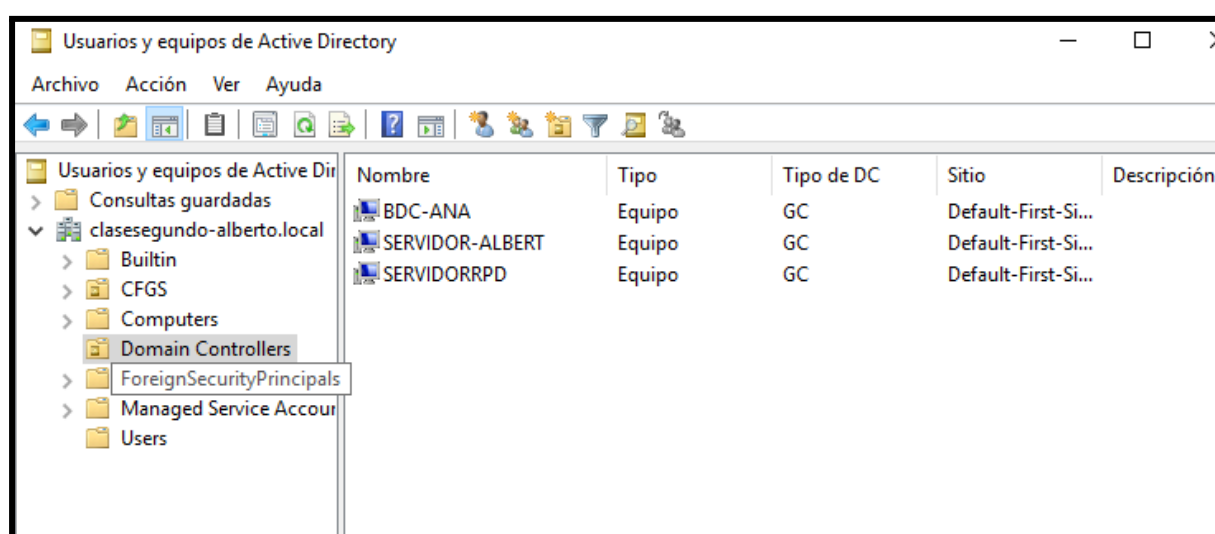 Usuarios y equipos de Active Directory
Archivo Acción Ver Ayuda
Usuarios y equipos de Active Dir
Consultas guardadas
clasesegundo-alberto.local
Builtin
CFGS
Computers
Domain Controllers
ForeignSecurityPrincipals
Managed Service Accour
Users
Nombre Tipo Tipo de DC Sitio Descripción
BDC-ANA Equipo GC Default-First-Si...
SERVIDOR-ALBERT Equipo GC Default-First-Si...
SERVIDORRPD Equipo GC Default-First-Si...